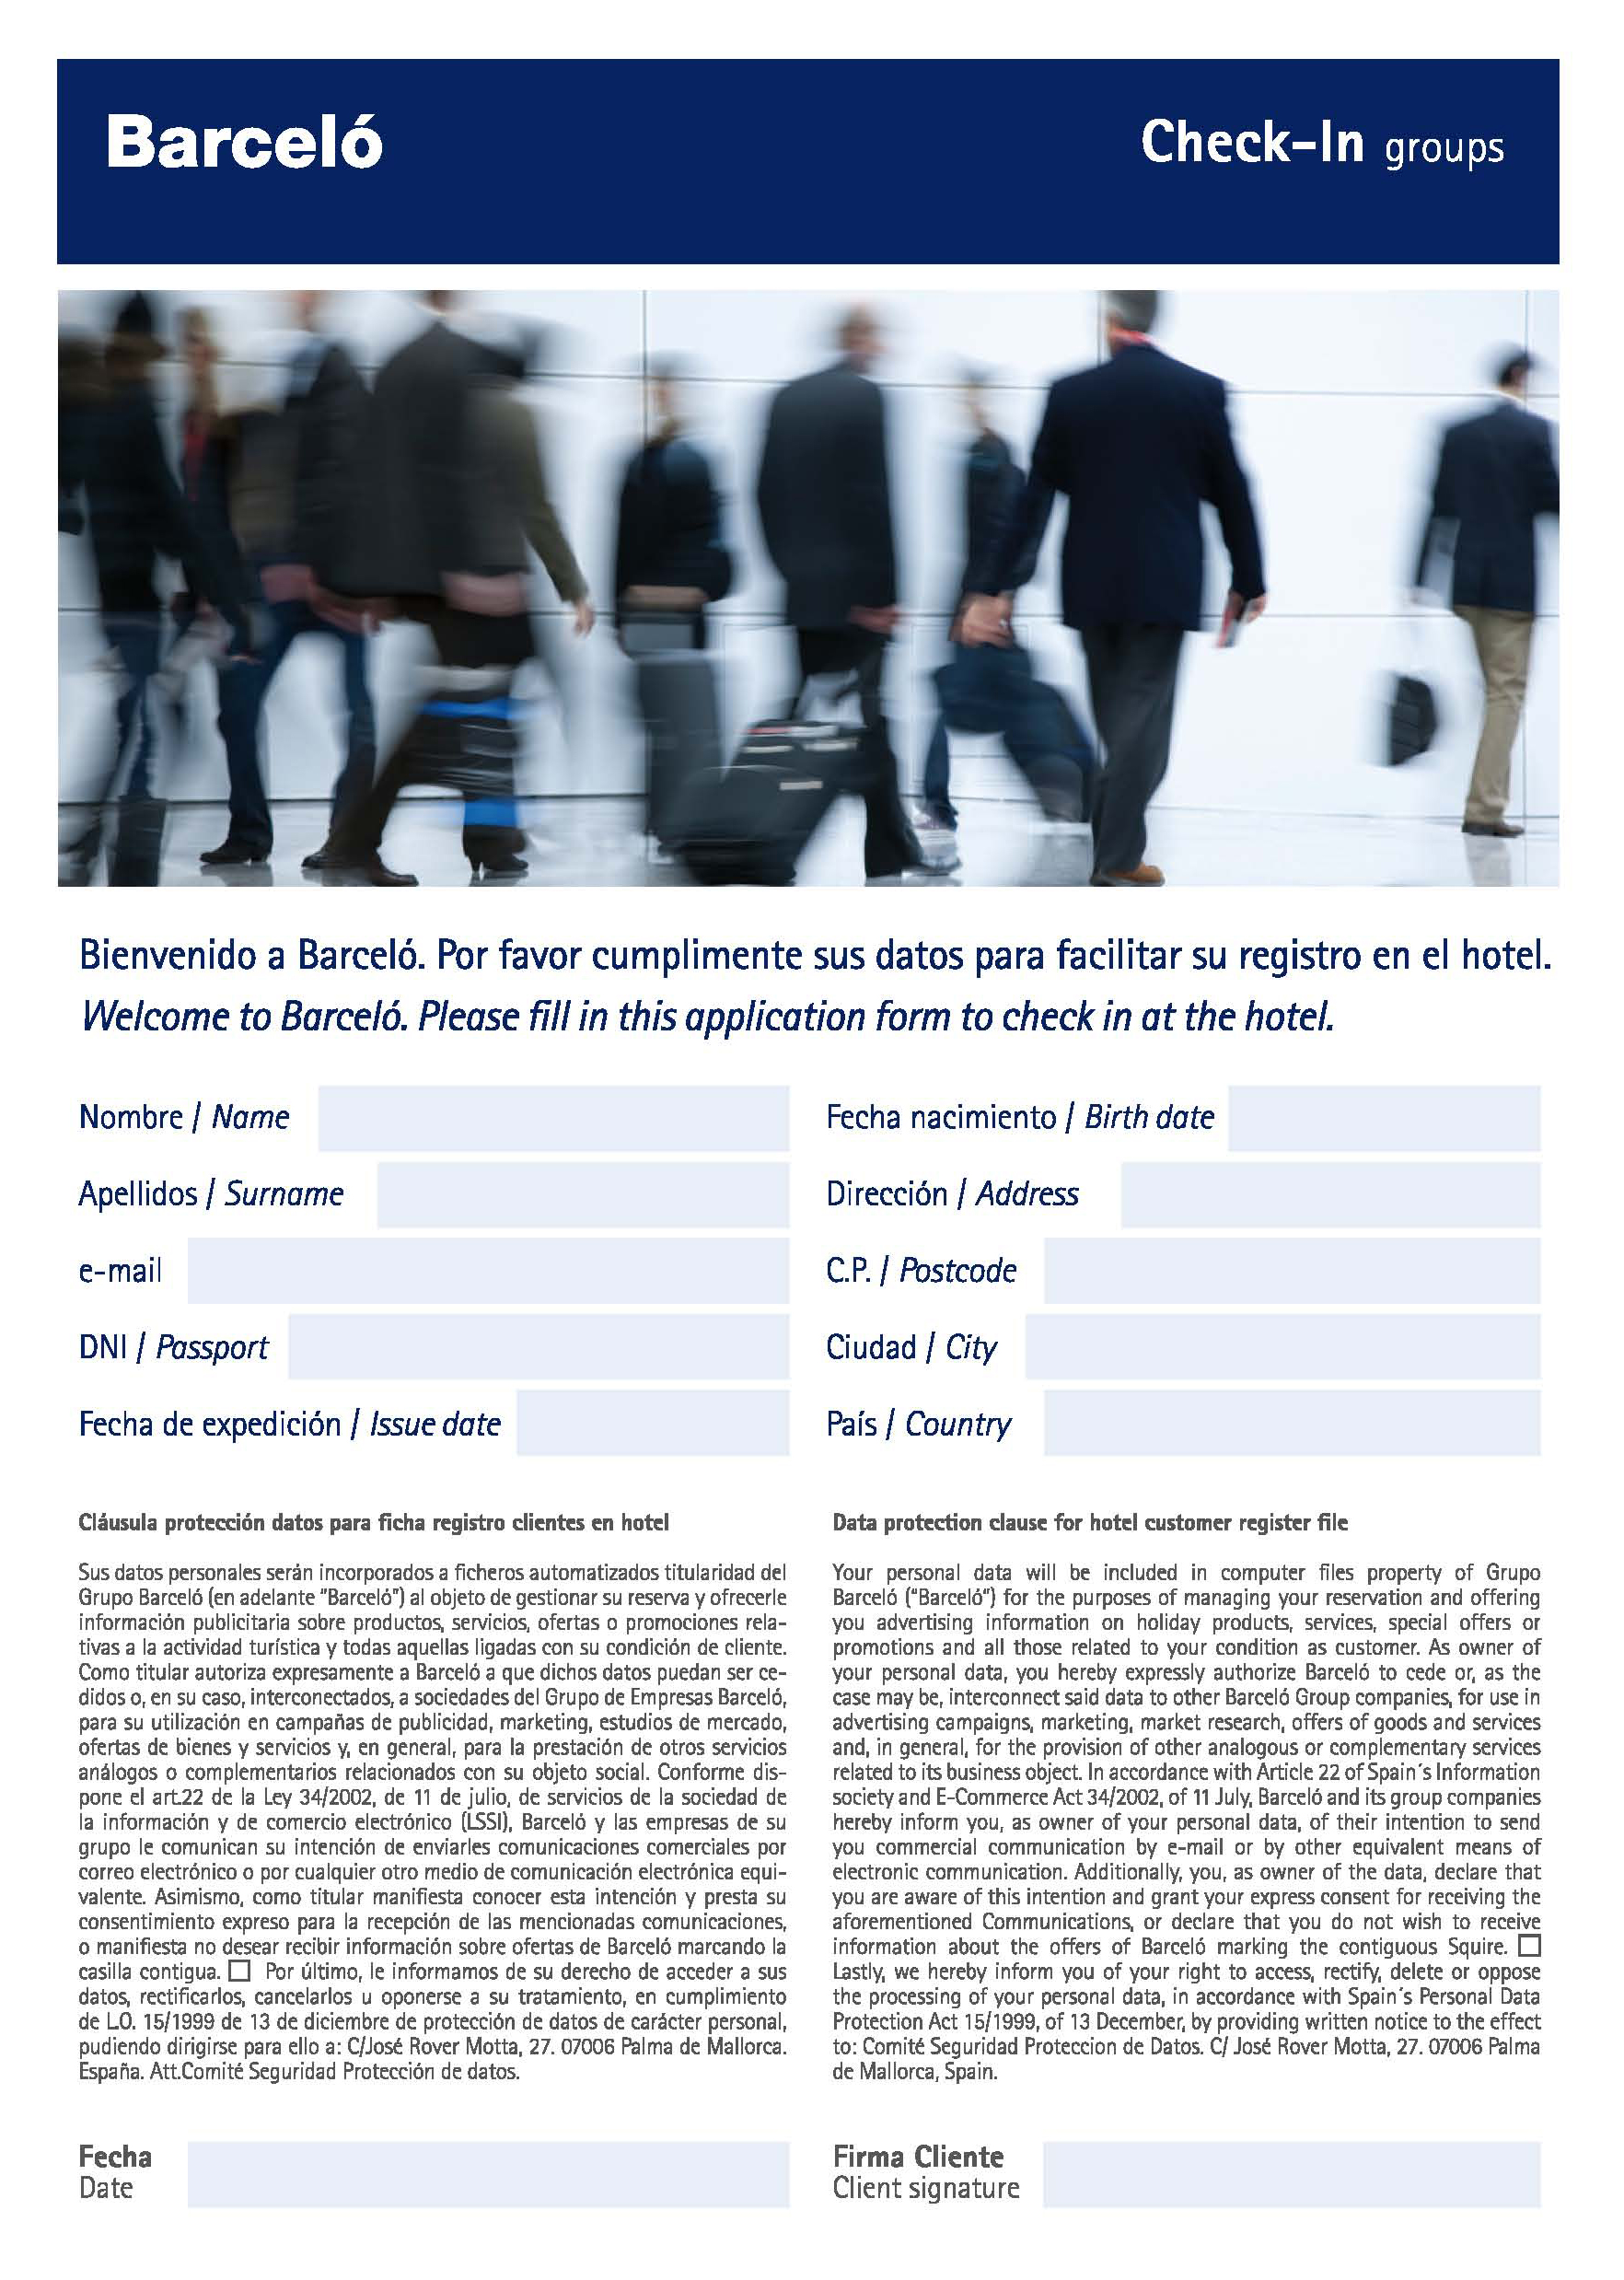 Barceló
Check-In groups
Bienvenido a Barceló. Por favor cumplimente sus datos para facilitar su registro en el hotel.
Welcome to Barceló. Please fill in this application form to check in at the hotel.
Nombre / Name
Apellidos / Surname
e-mail
DNI / Passport
Fecha de expedición / Issue date
Fecha nacimiento / Birth date
Dirección / Address
C.P. / Postcode
Ciudad / City
País / Country
Cláusula protección datos para ficha registro clientes en hotel
Sus datos personales serán incorporados a ficheros automatizados titularidad del
Grupo Barceló (en adelante "Barceló") al objeto de gestionar su reserva y ofrecerle
información publicitaria sobre productos, servicios, ofertas o promociones rela-
tivas a la actividad turística y todas aquellas ligadas con su condición de cliente.
Como titular autoriza expresamente a Barceló a que dichos datos puedan ser ce-
didos o, en su caso, interconectados, a sociedades del Grupo de Empresas Barceló,
para su utilización en campañas de publicidad, marketing, estudios de mercado,
ofertas de bienes y servicios y, en general, para la prestación de otros servicios
análogos o complementarios relacionados con su objeto social. Conforme dis-
pone el art.22 de la Ley 34/2002, de 11 de julio, de servicios de la sociedad de
la información y de comercio electrónico (LSSI), Barceló y las empresas de su
grupo le comunican su intención de enviarles comunicaciones comerciales por
correo electrónico o por cualquier otro medio de comunicación electrónica equi-
valente. Asimismo, como titular manifiesta conocer esta intención y presta su
consentimiento expreso para la recepción de las mencionadas comunicaciones,
o manifiesta no desear recibir información sobre ofertas de Barceló marcando la
casilla contigua. ☐ Por último, le informamos de su derecho de acceder a sus
datos, rectificarlos, cancelarlos u oponerse a su tratamiento, en cumplimiento
de L.O. 15/1999 de 13 de diciembre de protección de datos de carácter personal,
pudiendo dirigirse para ello a: C/José Rover Motta, 27. 07006 Palma de Mallorca.
España. Att.Comité Seguridad Protección de datos.
Data protection clause for hotel customer register file
Your personal data will be included in computer files property of Grupo
Barceló ("Barceló") for the purposes of managing your reservation and offering
you advertising information on holiday products, services, special offers or
promotions and all those related to your condition as customer. As owner of
your personal data, you hereby expressly authorize Barceló to cede or, as the
case may be, interconnect said data to other Barceló Group companies, for use in
advertising campaigns, marketing, market research, offers of goods and services
and, in general, for the provision of other analogous or complementary services
related to its business object. In accordance with Article 22 of Spain´s Information
society and E-Commerce Act 34/2002, of 11 July, Barceló and its group companies
hereby inform you, as owner of your personal data, of their intention to send
you commercial communication by e-mail or by other equivalent means of
electronic communication. Additionally, you, as owner of the data, declare that
you are aware of this intention and grant your express consent for receiving the
aforementioned Communications, or declare that you do not wish to receive
information about the offers of Barceló marking the contiguous Squire. ☐
Lastly, we hereby inform you of your right to access, rectify, delete or oppose
the processing of your personal data, in accordance with Spain´s Personal Data
Protection Act 15/1999, of 13 December, by providing written notice to the effect
to: Comité Seguridad Proteccion de Datos. C/ José Rover Motta, 27. 07006 Palma
de Mallorca, Spain.
Fecha
Date
Firma Cliente
Client signature